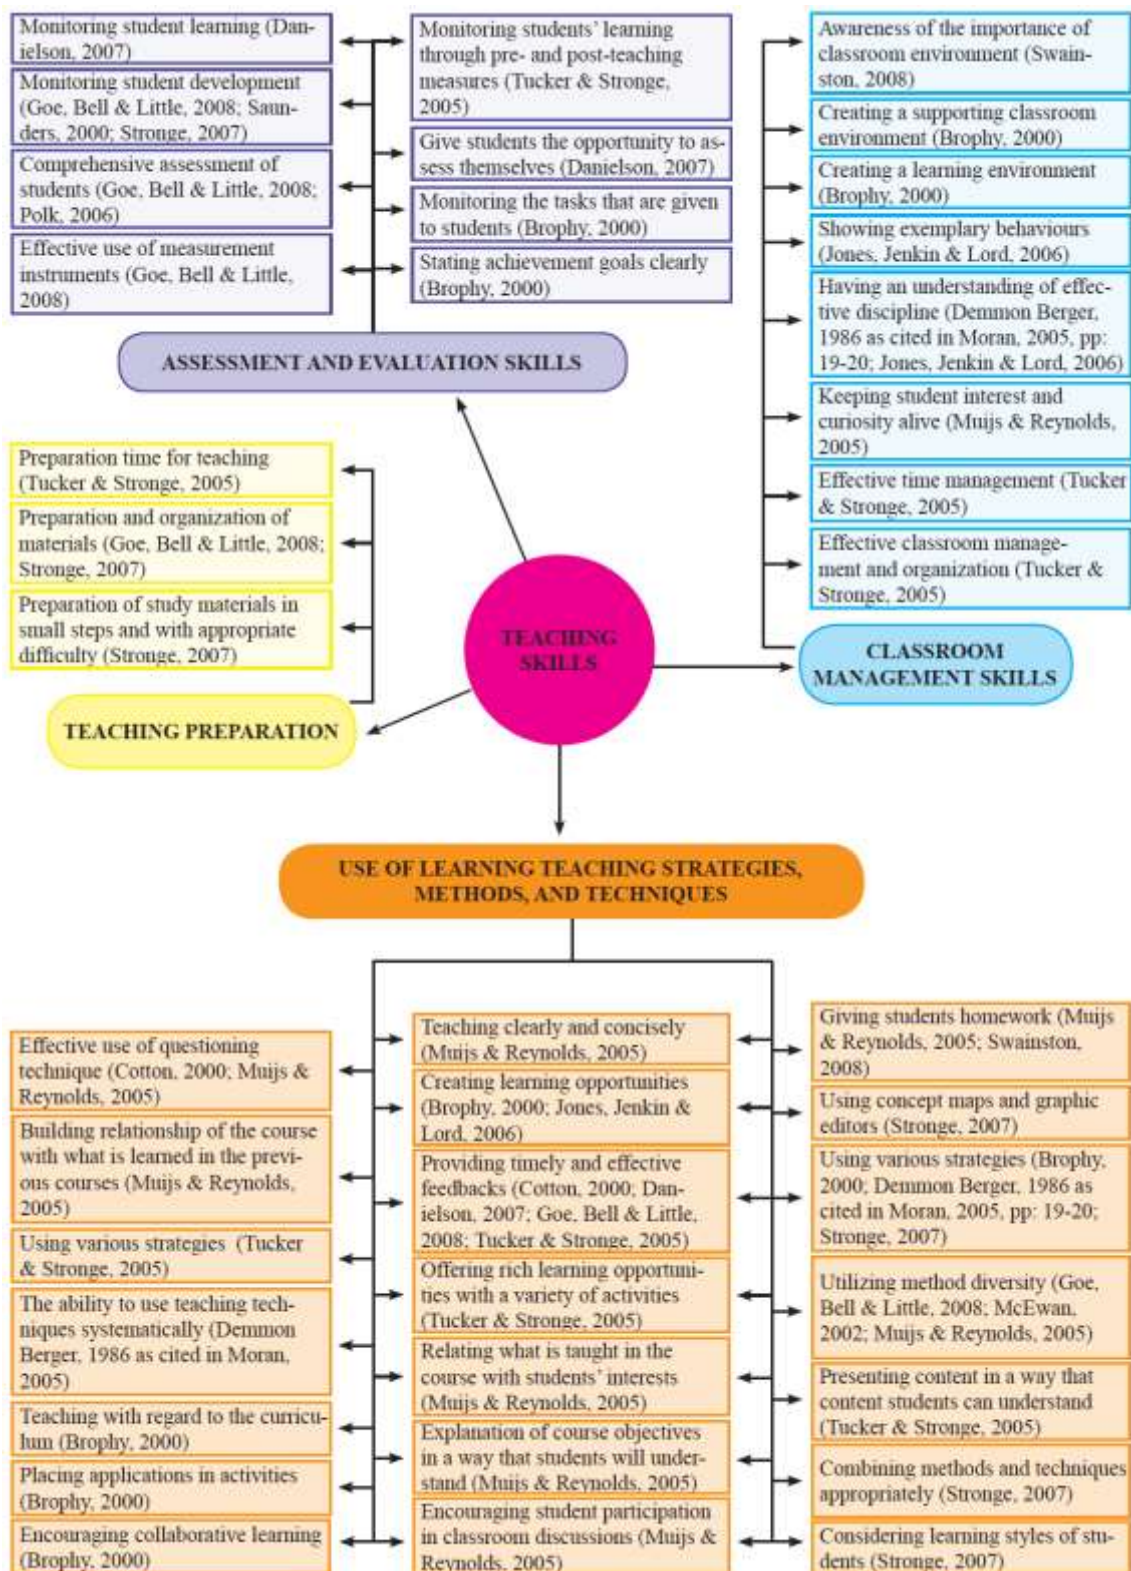 Monitoring student learning (Dan-
ielson, 2007)
Monitoring student development
(Goe, Bell & Little, 2008; Saun-
ders, 2000; Stronge, 2007)
Comprehensive assessment of
students (Goe, Bell & Little, 2008;
Polk, 2006)
Effective use of measurement
instruments (Goe, Bell & Little,
2008)
Monitoring students' learning
through pre- and post-teaching
measures (Tucker & Stronge,
2005)
Give students the opportunity to as-
sess themselves (Danielson, 2007)
Monitoring the tasks that are given
to students (Brophy, 2000)
Stating achievement goals clearly
(Brophy, 2000)
ASSESSMENT AND EVALUATION SKILLS
Awareness of the importance of
classroom environment (Swain-
ston, 2008)
Creating a supporting classroom
environment (Brophy, 2000)
Creating a learning environment
(Brophy, 2000)
Showing exemplary behaviours
(Jones, Jenkin & Lord, 2006)
Having an understanding of effec-
tive discipline (Demmon Berger,
1986 as cited in Moran, 2005, pp:
19-20; Jones, Jenkin & Lord, 2006)
Keeping student interest and
curiosity alive (Muijs & Reynolds,
2005)
Effective time management (Tucker
& Stronge, 2005)
Effective classroom manage-
ment and organization (Tucker &
Stronge, 2005)
CLASSROOM
MANAGEMENT SKILLS
Preparation time for teaching
(Tucker & Stronge, 2005)
Preparation and organization of
materials (Goe, Bell & Little, 2008;
Stronge, 2007)
Preparation of study materials in
small steps and with appropriate
difficulty (Stronge, 2007)
TEACHING PREPARATION
TEACHING
SKILLS
USE OF LEARNING TEACHING STRATEGIES,
METHODS, AND TECHNIQUES
Effective use of questioning
technique (Cotton, 2000; Muijs &
Reynolds, 2005)
Building relationship of the course
with what is learned in the previ-
ous courses (Muijs & Reynolds,
2005)
Using various strategies (Tucker
& Stronge, 2005)
The ability to use teaching tech-
niques systematically (Demmon
Berger, 1986 as cited in Moran,
2005)
Teaching with regard to the curricu-
lum (Brophy, 2000)
Placing applications in activities
(Brophy, 2000)
Encouraging collaborative learning
(Brophy, 2000)
Teaching clearly and concisely
(Muijs & Reynolds, 2005)
Creating learning opportunities
(Brophy, 2000; Jones, Jenkin &
Lord, 2006)
Providing timely and effective
feedbacks (Cotton, 2000; Dan-
ielson, 2007; Goe, Bell & Little,
2008; Tucker & Stronge, 2005)
Offering rich learning opportuni-
ties with a variety of activities
(Tucker & Stronge, 2005)
Relating what is taught in the
course with students' interests
(Muijs & Reynolds, 2005)
Explanation of course objectives
in a way that students will under-
stand (Muijs & Reynolds, 2005)
Encouraging student participation
in classroom discussions (Muijs &
Reynolds, 2005)
Giving students homework (Muijs
& Reynolds, 2005; Swainston,
2008)
Using concept maps and graphic
editors (Stronge, 2007)
Using various strategies (Brophy,
2000; Demmon Berger, 1986 as
cited in Moran, 2005, pp: 19-20;
Stronge, 2007)
Utilizing method diversity (Goe,
Bell & Little, 2008; McEwan,
2002; Muijs & Reynolds, 2005)
Presenting content in a way that
content students can understand
(Tucker & Stronge, 2005)
Combining methods and techniques
appropriately (Stronge, 2007)
Considering learning styles of stu-
dents (Stronge, 2007)